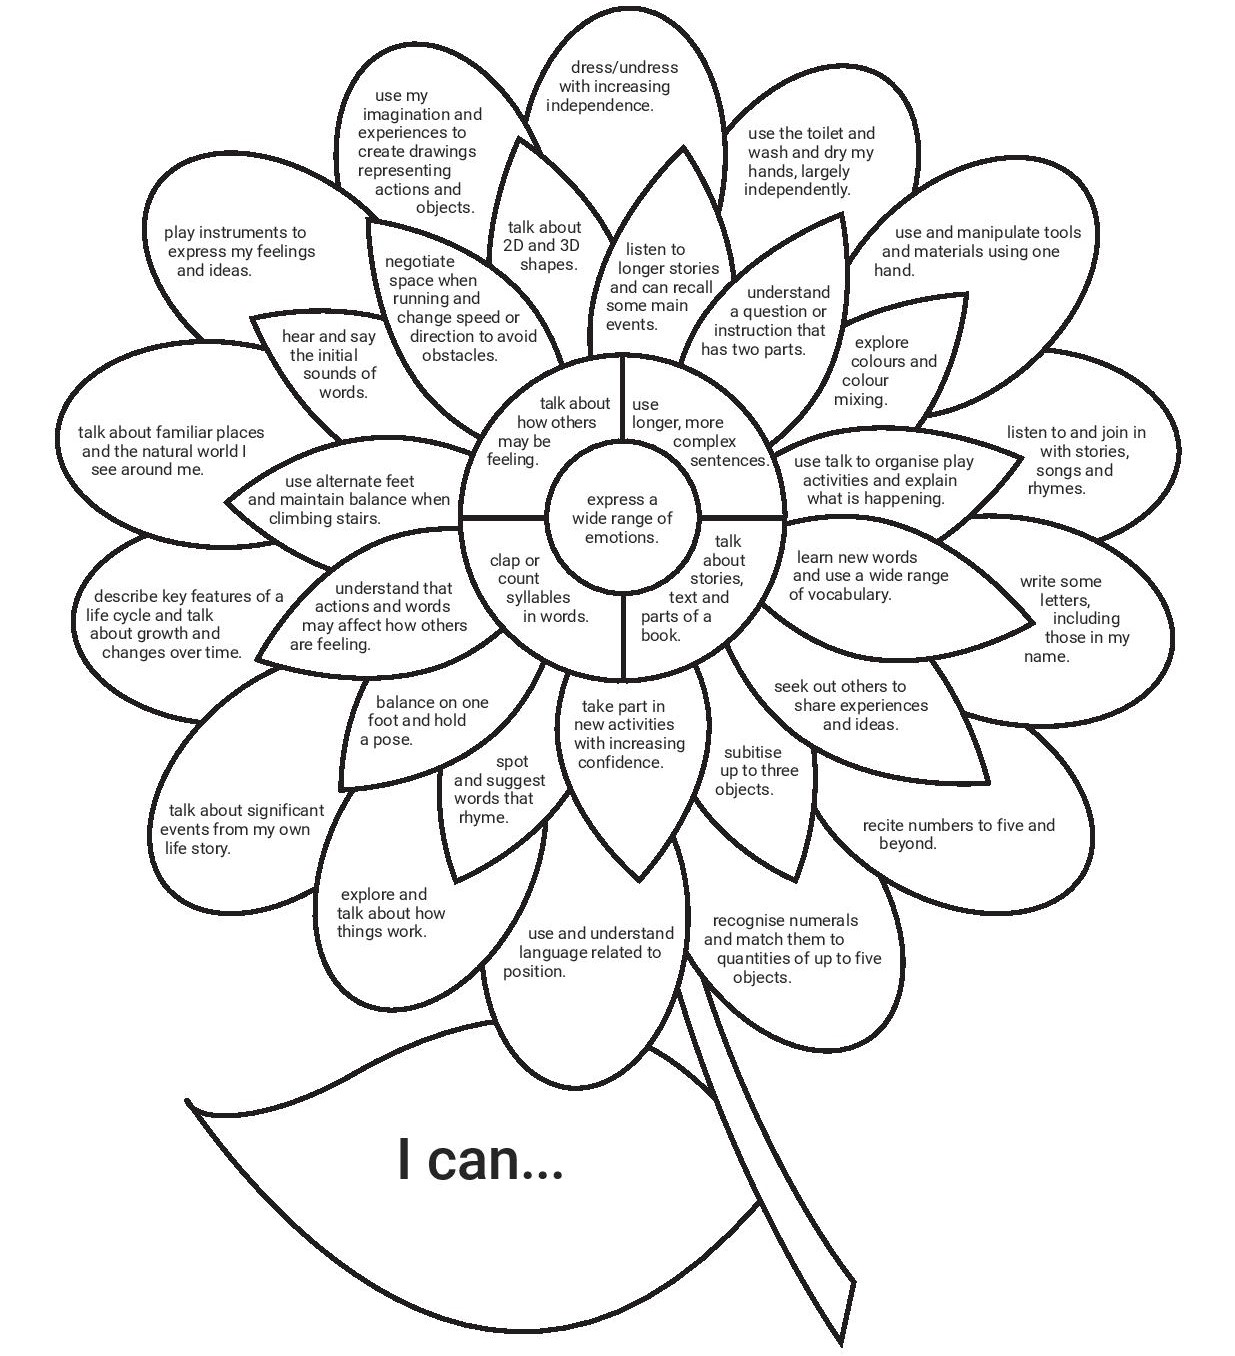 dress/undress
with increasing
independence.
use my
imagination and
experiences to
create drawings
representing
actions and
objects.
use the toilet and
wash and dry my
hands, largely
independently.
play instruments to
express my feelings
and ideas.
talk about
2D and 3D
shapes.
listen to
longer stories
and can recall
some main
events.
use and manipulate tools
and materials using one
hand.
negotiate
space when
running and
change speed or
direction to avoid
obstacles.
understand
a question or
instruction that
has two parts.
hear and say
the initial
sounds of
words.
explore
colours and
colour
mixing.
talk about familiar places
and the natural world I
see around me.
talk about
how others
may be
feeling.
use
longer, more
complex
sentences.
listen to and join in
with stories,
songs and
rhymes.
use alternate feet
and maintain balance when
climbing stairs.
use talk to organise play
activities and explain
what is happening.
express a
wide range of
emotions.
clap or
count
syllables
in words.
talk
about
stories,
text and
parts of a
book.
learn new words
and use a wide range
of vocabulary.
write some
letters,
including
those in my
name.
describe key features of a
life cycle and talk
about growth and
changes over time.
understand that
actions and words
may affect how others
are feeling.
balance on one
foot and hold
a pose.
take part in
new activities
with increasing
confidence.
seek out others to
share experiences
and ideas.
spot
and suggest
words that
rhyme.
subitise
up to three
objects.
talk about significant
events from my own
life story.
recite numbers to five and
beyond.
explore and
talk about how
things work.
use and understand
language related to
position.
recognise numerals
and match them to
quantities of up to five
objects.
I can...